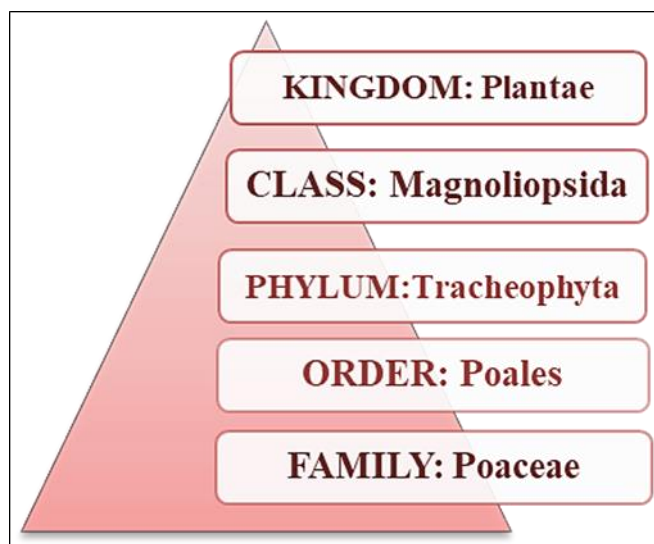 KINGDOM: Plantae
CLASS: Magnoliopsida
PHYLUM:Tracheophyta
ORDER: Poales
FAMILY: Poaceae